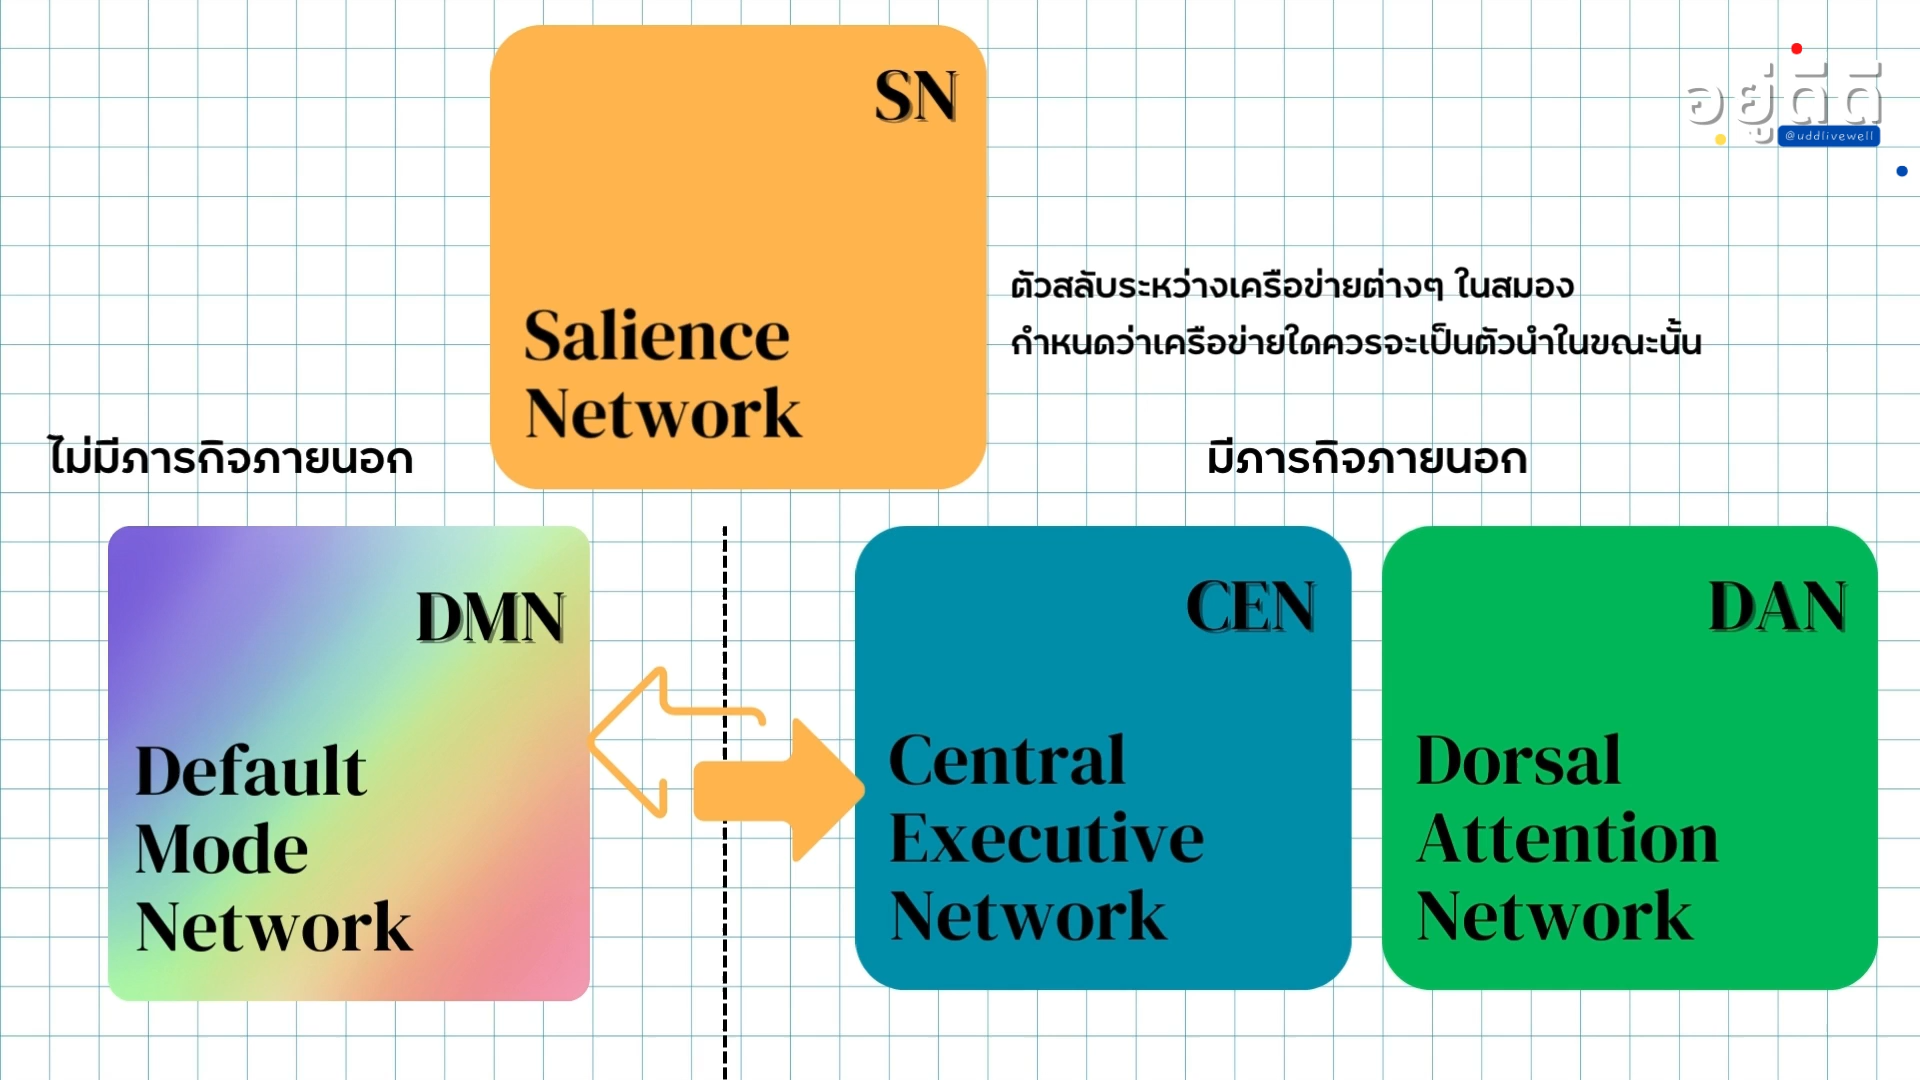 SN
Salience
Network
อยู่ดีดี
@uddlivewell
ตัวสลับระหว่างเครือข่ายต่างๆ ในสมอง
กำหนดว่าเครือข่ายใดควรจะเป็นตัวนำในขณะนั้น
ไม่มีภารกิจภายนอก
มีภารกิจภายนอก
DMN
Default
Mode
Network
CEN
Central
Executive
Network
DAN
Dorsal
Attention
Network